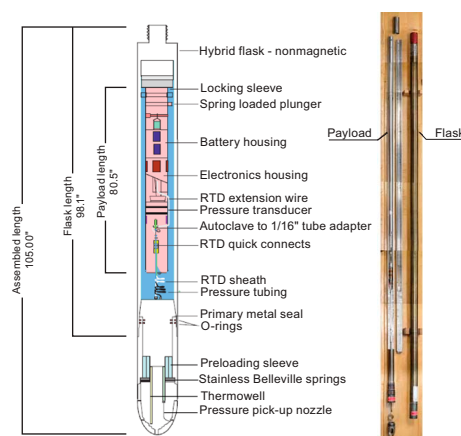 Hybrid flask - nonmagnetic
Locking sleeve
Spring loaded plunger
Battery housing
Electronics housing
RTD extension wire
Pressure transducer
Autoclave to 1/16" tube adapter
RTD quick connects
RTD sheath
Pressure tubing
Primary metal seal
O-rings
Preloading sleeve
Stainless Belleville springs
Thermowell
Pressure pick-up nozzle
Assembled length
105.00"
Flask length
98.1"
Payload length
80.5"
Payload
Flask